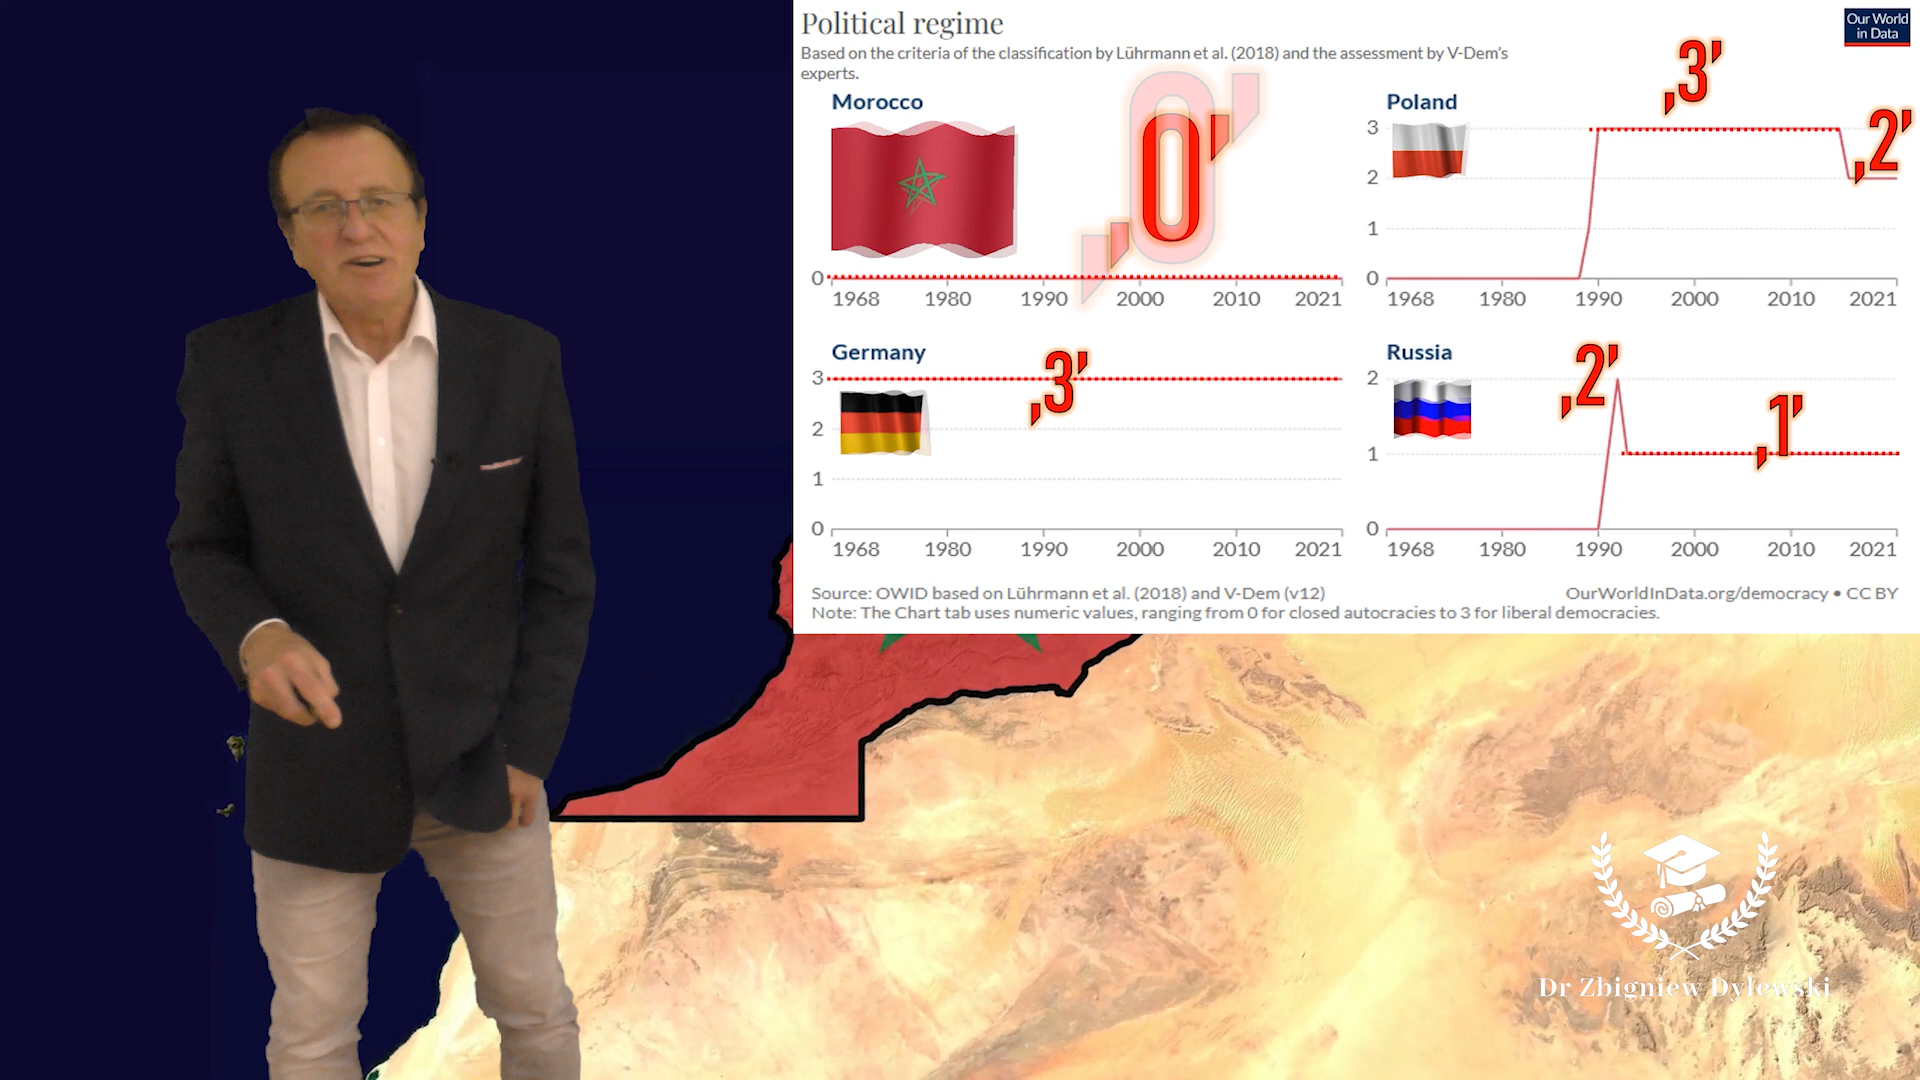 Political regime
Our World
in Data
Based on the criteria of the classification by Lührmann et al. (2018) and the assessment by V-Dem's
experts.
Morocco
‚0’
0
1968 1980 1990 2000 2010 2021
Poland
‚3’
‚2’
3
2
1
0
1968 1980 1990 2000 2010 2021
Germany
‚3’
3
2
1
0
1968 1980 1990 2000 2010 2021
Russia
‚2’
‚1’
2
1
0
1968 1980 1990 2000 2010 2021
Source: OWID based on Lührmann et al. (2018) and V-Dem (v12)
OurWorldInData.org/democracy • CC BY
Note: The Chart tab uses numeric values, ranging from 0 for closed autocracies to 3 for liberal democracies.
Dr Zbigniew Dylewski